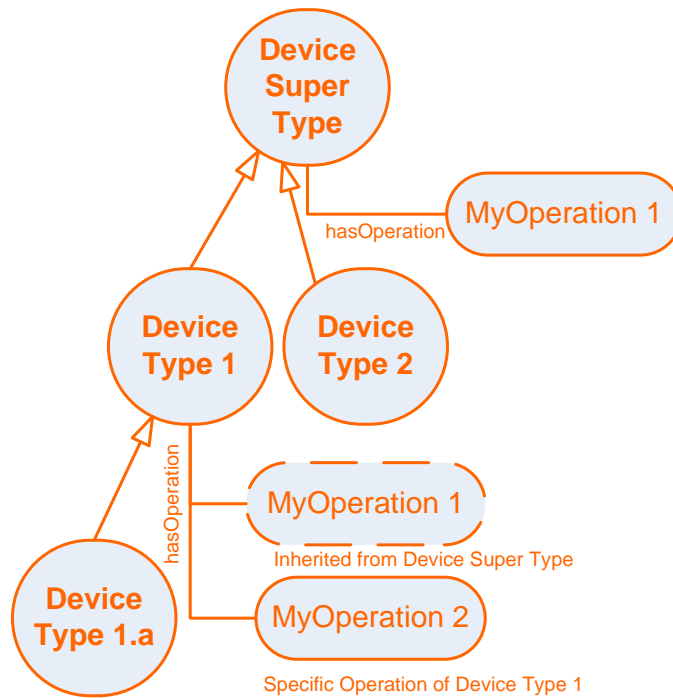 Device
Super
Type
MyOperation 1
hasOperation
Device
Type 1
Device
Type 2
hasOperation
MyOperation 1
Inherited from Device Super Type
Device
Type 1.a
MyOperation 2
Specific Operation of Device Type 1